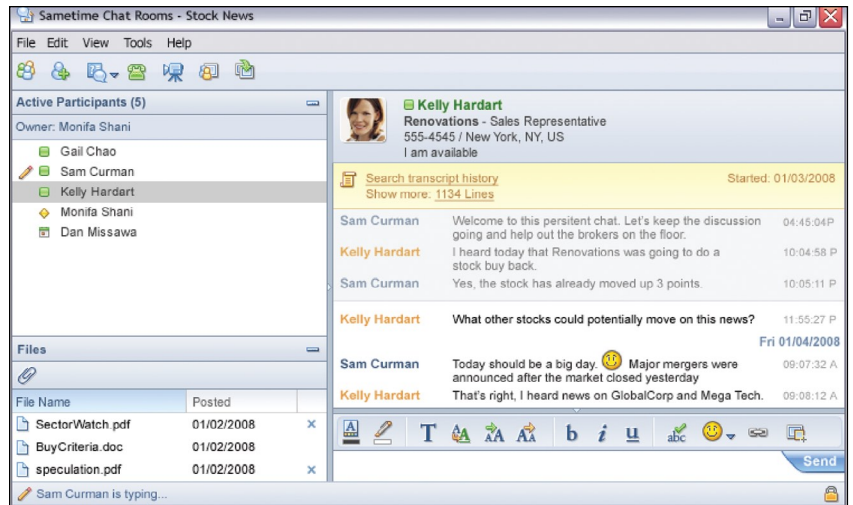 Sametime Chat Rooms - Stock News
File Edit View Tools Help
Active Participants (5)
Owner: Monifa Shani
Gail Chao
Sam Curman
Kelly Hardart
Monifa Shani
Dan Missawa
Files
File Name Posted
SectorWatch.pdf 01/02/2008
BuyCriteria.doc 01/02/2008
speculation.pdf 01/02/2008
Kelly Hardart
Renovations - Sales Representative
555-4545 / New York, NY, US
I am available
Search transcript history Started: 01/03/2008
Show more: 1134 Lines
Sam Curman Welcome to this persitent chat. Let's keep the discussion 04:45:04P
going and help out the brokers on the floor.
Kelly Hardart I heard today that Renovations was going to do a 10:04:58 P
stock buy back.
Sam Curman Yes, the stock has already moved up 3 points. 10:05:11 P
Kelly Hardart What other stocks could potentially move on this news? 11:55:27 P
Fri 01/04/2008
Sam Curman Today should be a big day. Major mergers were 09:07:32 A
announced after the market closed yesterday
Kelly Hardart That's right, I heard news on GlobalCorp and Mega Tech. 09:08:12 A
A T A A A A A b i u abc
Send
Sam Curman is typing...